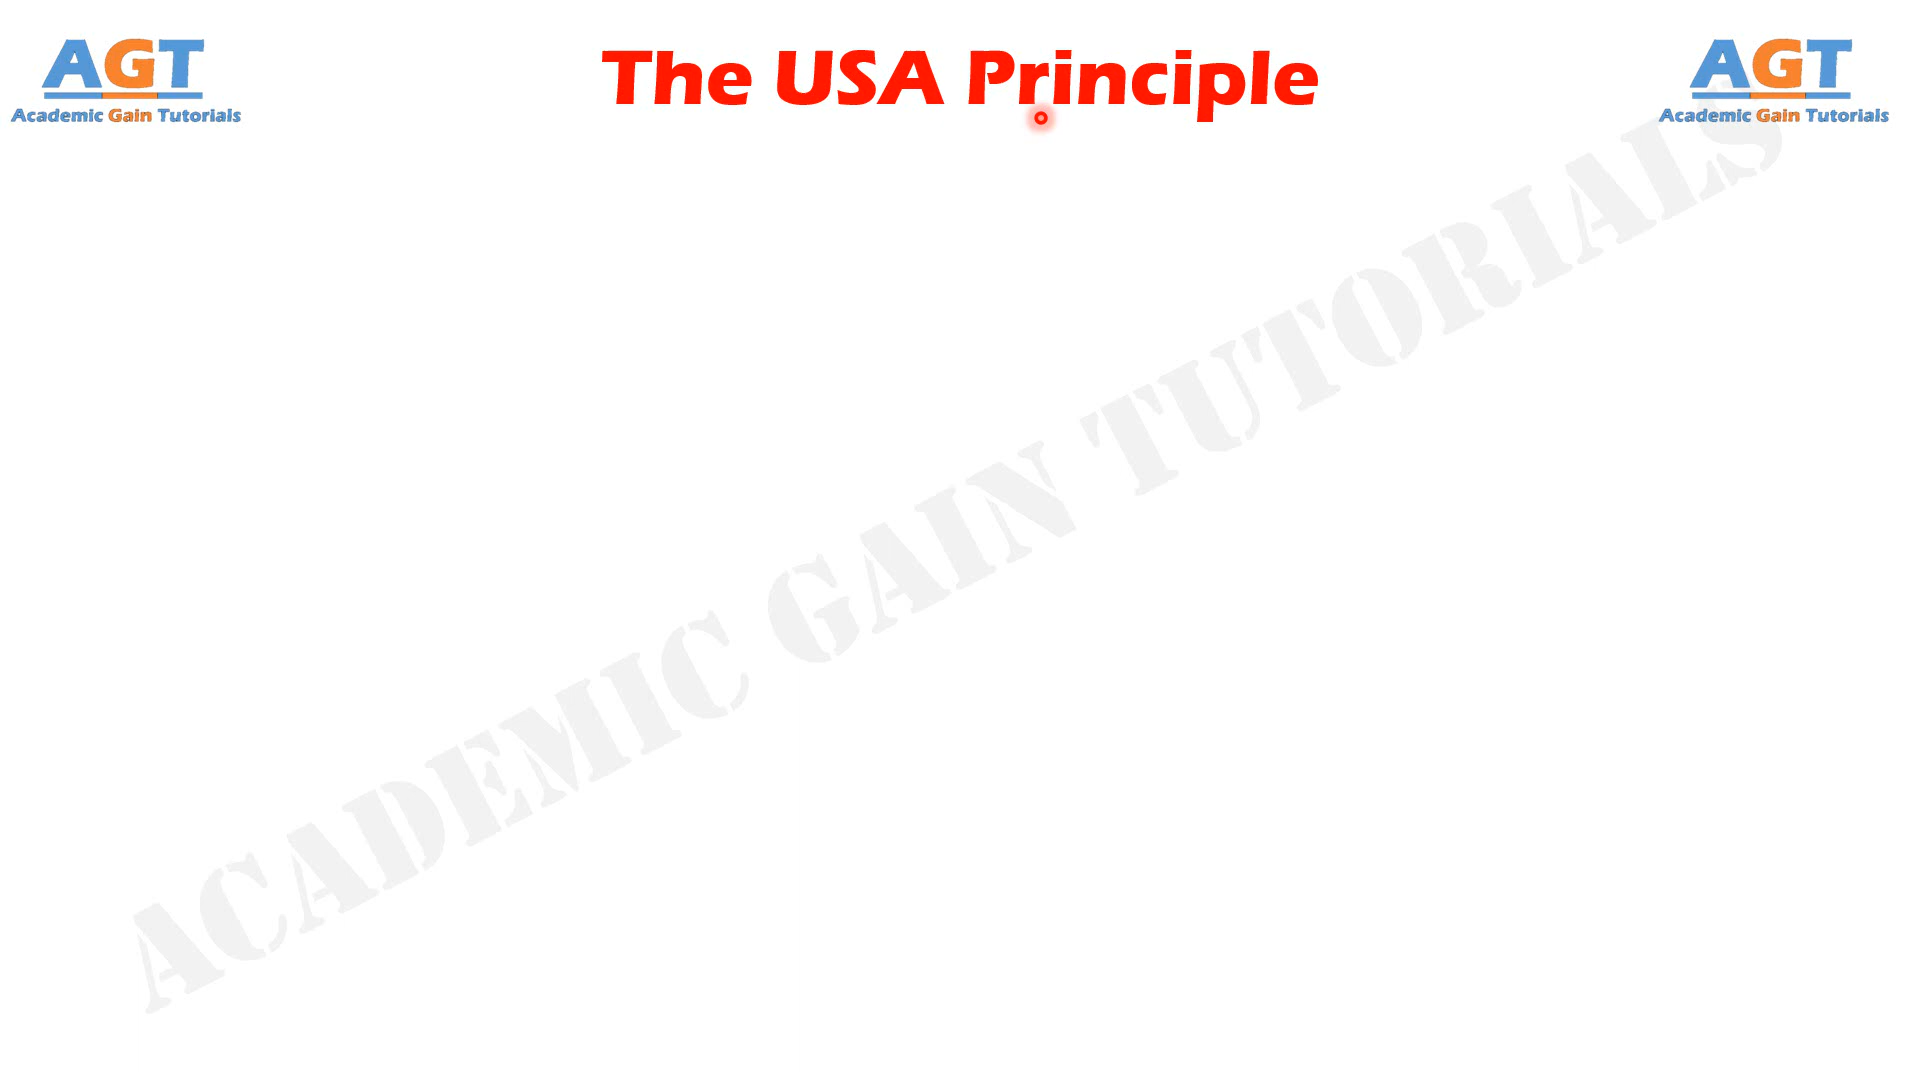 AGT
Academic Gain Tutorials
The USA Principle
AGT
Academic Gain Tutorials
ACADEMIC GAIN TUTORIALS